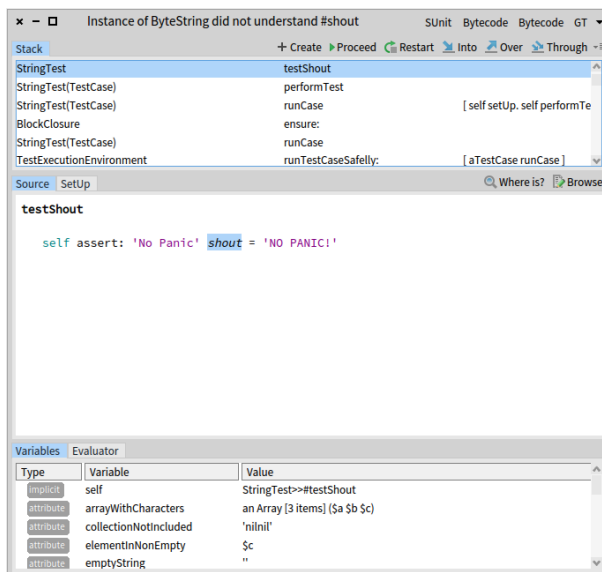 Instance of ByteString did not understand #shout SUnit Bytecode Bytecode GT
Stack + Create Proceed Restart Into Over Through
StringTest testShout
StringTest(TestCase) performTest
StringTest(TestCase) runCase [ self setUp. self performTe
BlockClosure ensure:
StringTest(TestCase) runCase
TestExecutionEnvironment runTestCaseSafelly: [ aTestCase runCase ]
Source SetUp Where is? Browse
testShout
self assert: 'No Panic' shout = 'NO PANIC!'
Variables Evaluator
Type Variable Value
implicit self StringTest>>#testShout
attribute arrayWithCharacters an Array [3 items] ($a $b $c)
attribute collectionNotIncluded 'nilnil'
attribute elementInNonEmpty $c
attribute emptyString ''